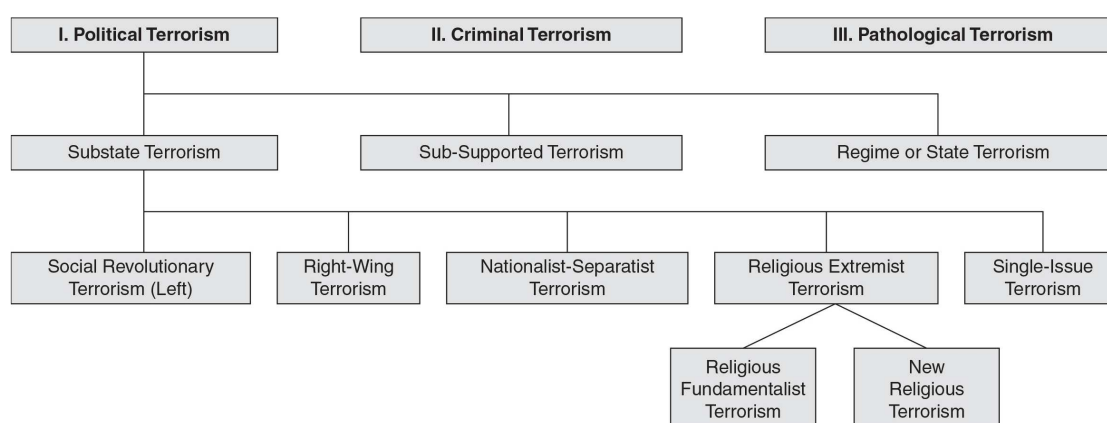 I. Political Terrorism
II. Criminal Terrorism
III. Pathological Terrorism
Substate Terrorism
Sub-Supported Terrorism
Regime or State Terrorism
Social Revolutionary
Terrorism (Left)
Right-Wing
Terrorism
Nationalist-Separatist
Terrorism
Religious Extremist
Terrorism
Single-Issue
Terrorism
Religious
Fundamentalist
Terrorism
New
Religious
Terrorism